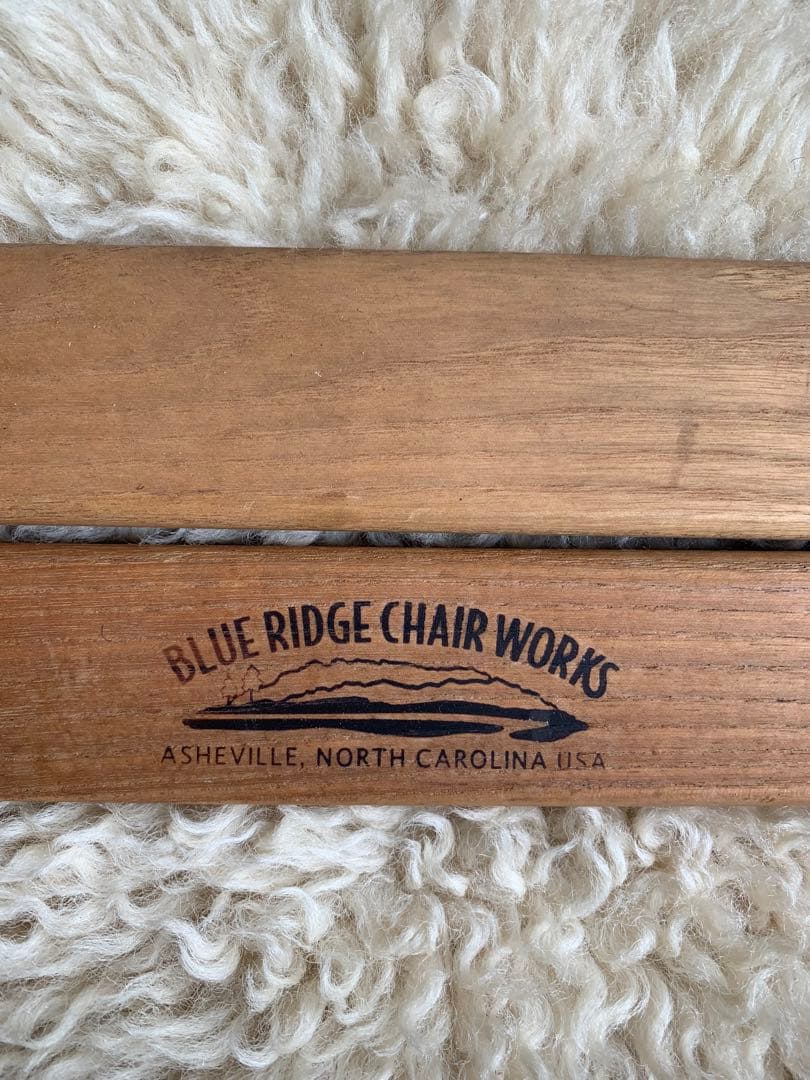 BLUE RIDGE CHAIR WORKS
ASHEVILLE, NORTH CAROLINA USA